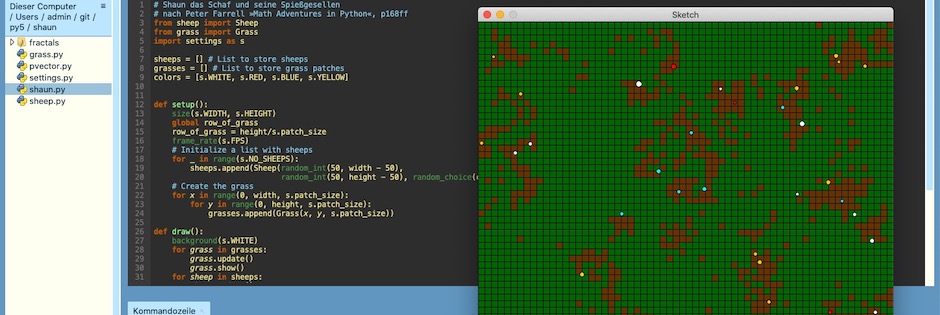 Dieser Computer
/ Users / admin / git /
py5 / shaun
fractals
grass.py
pvector.py
settings.py
shaun.py
sheep.py
1 # Shaun das Schaf und seine Spießgesellen
2 # nach Peter Farrell »Math Adventures in Python«, p168ff
3 from sheep import Sheep
4 from grass import Grass
5 import settings as s
6
7 sheeps = [] # List to store sheeps
8 grasses = [] # List to store grass patches
9 colors = [s.WHITE, s.RED, s.BLUE, s.YELLOW]
10
11
12 def setup():
13 size(s.WIDTH, s.HEIGHT)
14 global row_of_grass
15 row_of_grass = height/s.patch_size
16 frame_rate(s.FPS)
17 # Initialize a list with sheeps
18 for _ in range(s.NO_SHEEPS):
19 sheeps.append(Sheep(random_int(50, width - 50),
20 random_int(50, height - 50), random_choice(
21 # Create the grass
22 for x in range(0, width, s.patch_size):
23 for y in range(0, height, s.patch_size):
24 grasses.append(Grass(x, y, s.patch_size))
25
26 def draw():
27 background(s.WHITE)
28 for grass in grasses:
29 grass.update()
30 grass.show()
31 for sheep in sheeps:
Kommandozeile
Sketch